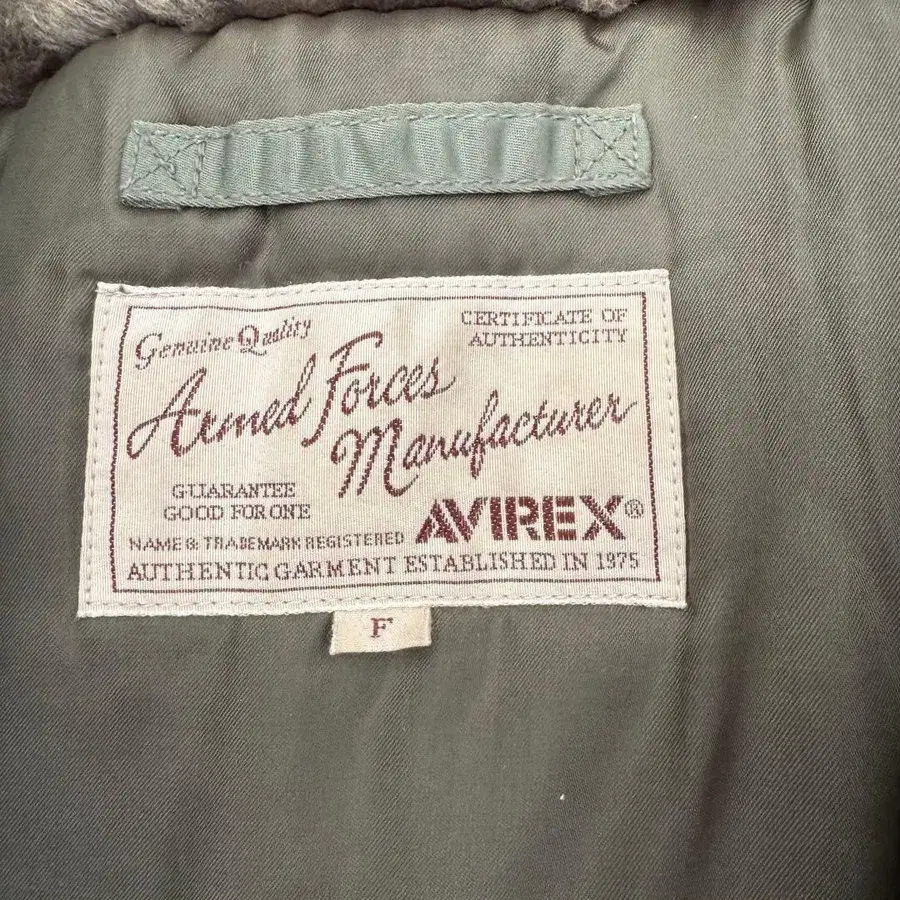 Genuine Quality
CERTIFICATE OF
AUTHENTICITY
Armed Forces
Manufacturer
GUARANTEE
GOOD FOR ONE
AVIREX®
NAME & TRADEMARK REGISTERED
AUTHENTIC GARMENT ESTABLISHED IN 1975
F